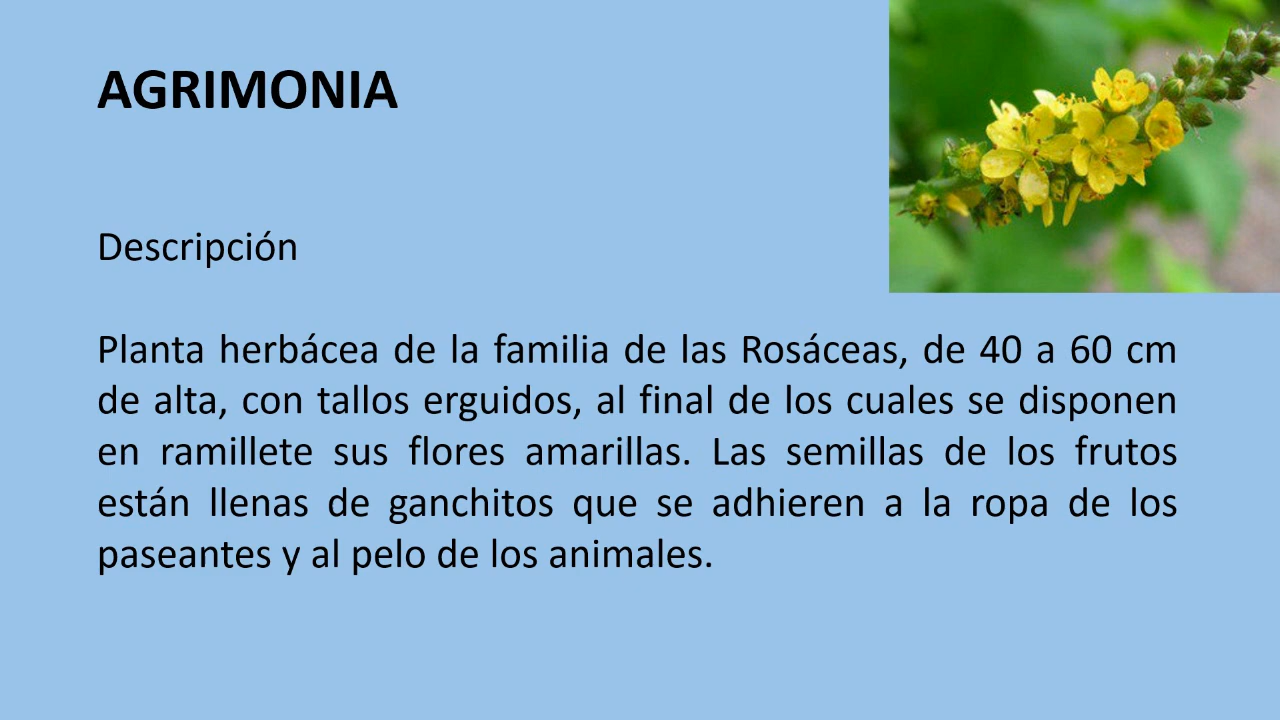 AGRIMONIA
Descripción
Planta herbácea de la familia de las Rosáceas, de 40 a 60 cm
de alta, con tallos erguidos, al final de los cuales se disponen
en ramillete sus flores amarillas. Las semillas de los frutos
están llenas de ganchitos que se adhieren a la ropa de los
paseantes y al pelo de los animales.